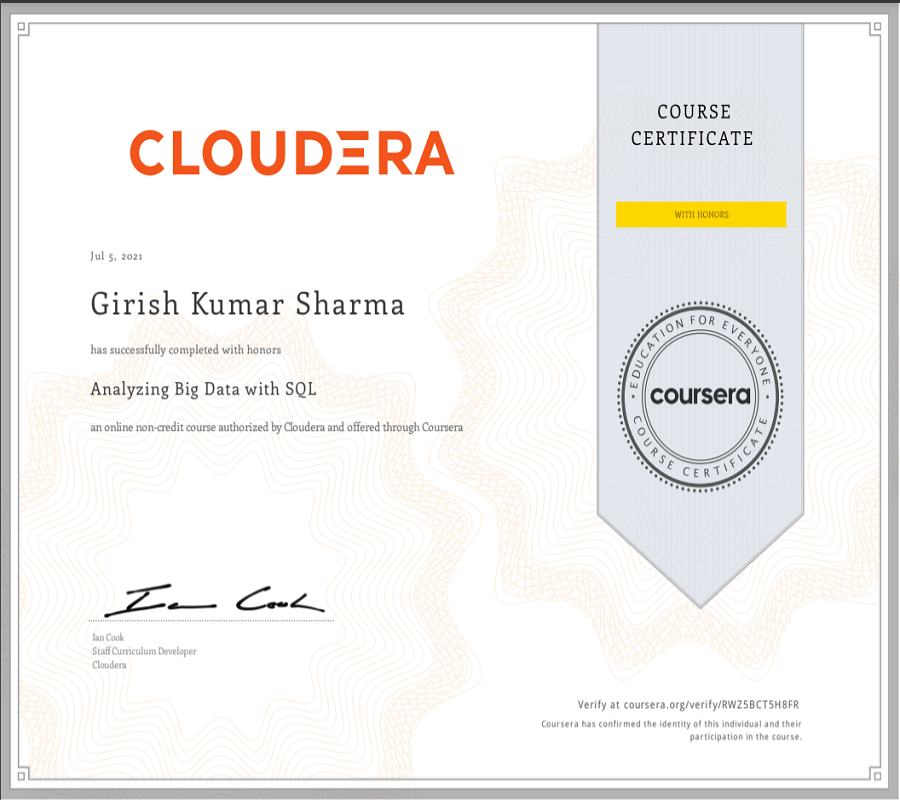 CLOUDERA
COURSE
CERTIFICATE
WITH HONORS
Jul 5, 2021
Girish Kumar Sharma
has successfully completed with honors
Analyzing Big Data with SQL
an online non-credit course authorized by Cloudera and offered through Coursera
EDUCATION FOR EVERYONE
coursera
COURSE CERTIFICATE
Ian Cook
Ian Cook
Staff Curriculum Developer
Cloudera
Verify at coursera.org/verify/RWZ5BCT5H8FR
Coursera has confirmed the identity of this individual and their
participation in the course.